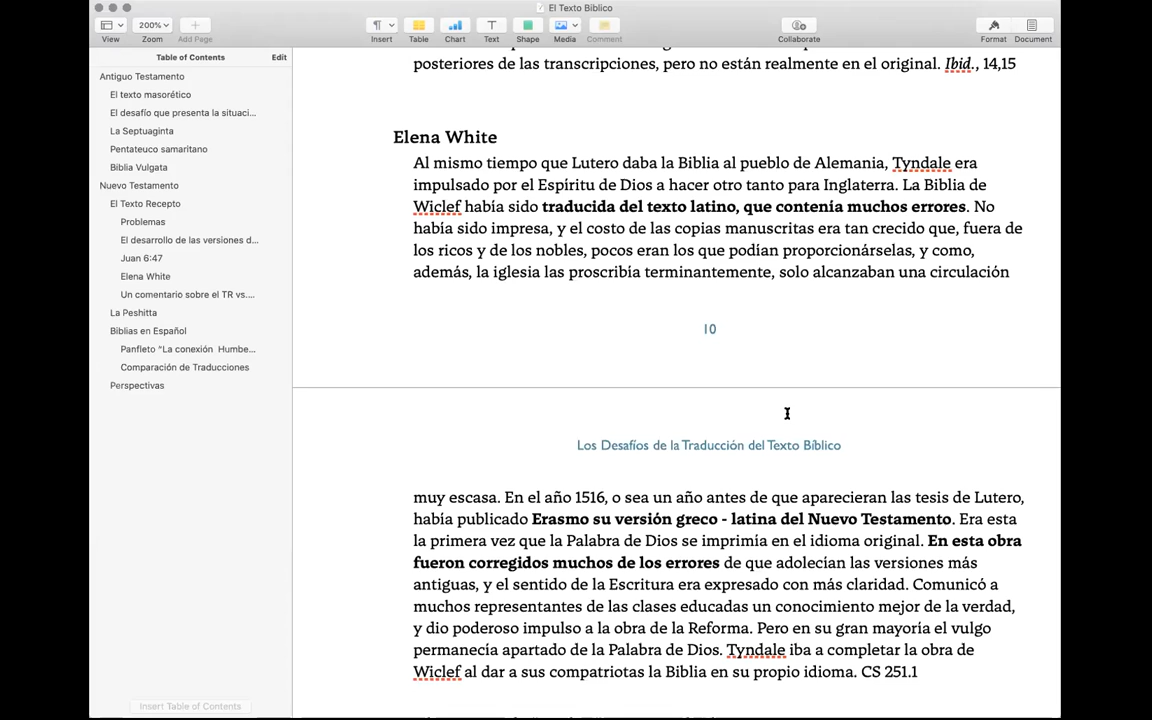 El Texto Bíblico
200%
View
Zoom
Add Page
Insert
Table
Chart
Text
Shape
Media
Comment
Collaborate
Format
Document
Table of Contents
Edit
Antiguo Testamento
El texto masorético
El desafío que presenta la situaci...
La Septuaginta
Pentateuco samaritano
Biblia Vulgata
Nuevo Testamento
El Texto Recepto
Problemas
El desarrollo de las versiones d...
Juan 6:47
Elena White
Un comentario sobre el TR vs....
La Peshitta
Biblias en Español
Panfleto “La conexión Humbe...
Comparación de Traducciones
Perspectivas
Insert Table of Contents
posteriores de las transcripciones, pero no están realmente en el original. Ibid., 14,15
Elena White
Al mismo tiempo que Lutero daba la Biblia al pueblo de Alemania, Tyndale era
impulsado por el Espíritu de Dios a hacer otro tanto para Inglaterra. La Biblia de
Wiclef había sido traducida del texto latino, que contenía muchos errores. No
había sido impresa, y el costo de las copias manuscritas era tan crecido que, fuera de
los ricos y de los nobles, pocos eran los que podían proporcionárselas, y como,
además, la iglesia las proscribía terminantemente, solo alcanzaban una circulación
10
Los Desafíos de la Traducción del Texto Bíblico
muy escasa. En el año 1516, o sea un año antes de que aparecieran las tesis de Lutero,
había publicado Erasmo su versión greco - latina del Nuevo Testamento. Era esta
la primera vez que la Palabra de Dios se imprimía en el idioma original. En esta obra
fueron corregidos muchos de los errores de que adolecían las versiones más
antiguas, y el sentido de la Escritura era expresado con más claridad. Comunicó a
muchos representantes de las clases educadas un conocimiento mejor de la verdad,
y dio poderoso impulso a la obra de la Reforma. Pero en su gran mayoría el vulgo
permanecía apartado de la Palabra de Dios. Tyndale iba a completar la obra de
Wiclef al dar a sus compatriotas la Biblia en su propio idioma. CS 251.1